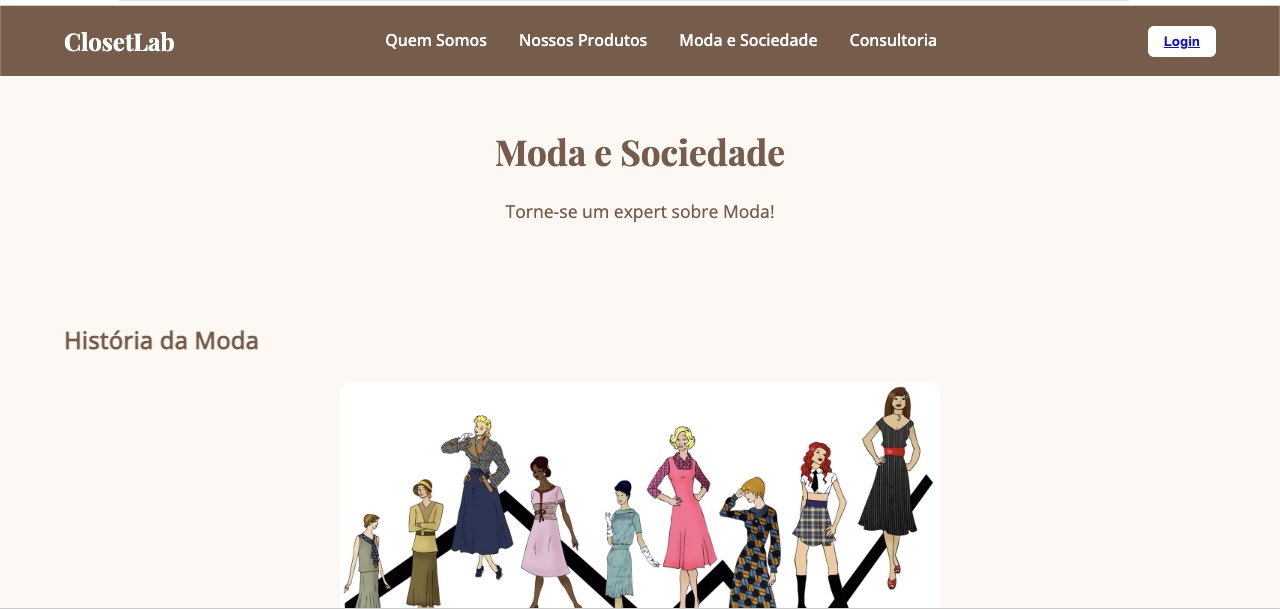 ClosetLab
Quem Somos Nossos Produtos Moda e Sociedade Consultoria
Login
Moda e Sociedade
Torne-se um expert sobre Moda!
História da Moda